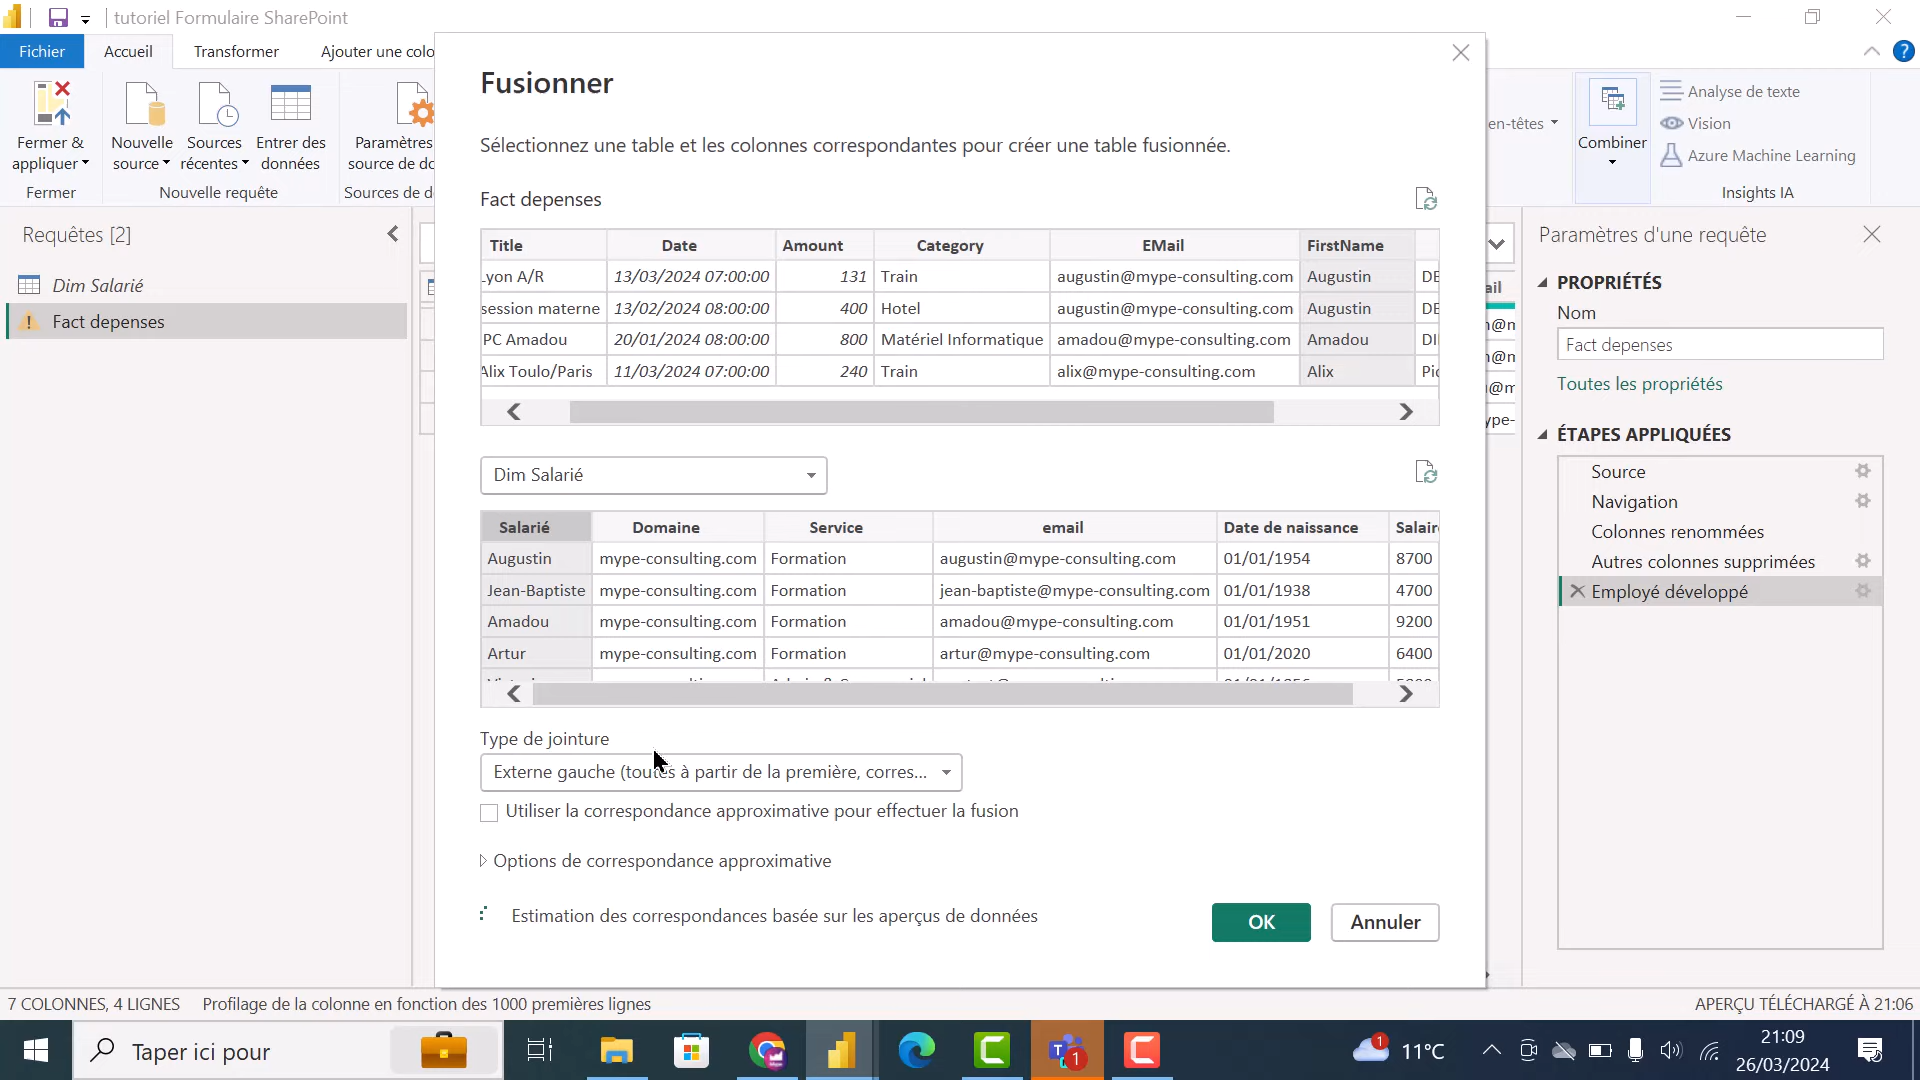 tutoriel Formulaire SharePoint
Fichier
Accueil
Transformer
Ajouter une colo
Fermer & appliquer
Nouvelle source
Sources récentes
Entrer des données
Paramètres
source de do
en-têtes
Combiner
Analyse de texte
Vision
Azure Machine Learning
Fermer
Nouvelle requête
Sources de d
Insights IA
Requêtes [2]
Dim Salarié
Fact depenses
Fusionner
Sélectionnez une table et les colonnes correspondantes pour créer une table fusionnée.
Fact depenses
Title Date Amount Category EMail FirstName
Lyon A/R 13/03/2024 07:00:00 131 Train augustin@mype-consulting.com Augustin DE
session materne 13/02/2024 08:00:00 400 Hotel augustin@mype-consulting.com Augustin DE
PC Amadou 20/01/2024 08:00:00 800 Matériel Informatique amadou@mype-consulting.com Amadou DI
Alix Toulo/Paris 11/03/2024 07:00:00 240 Train alix@mype-consulting.com Alix Pic
Dim Salarié
Salarié Domaine Service email Date de naissance Salair
Augustin mype-consulting.com Formation augustin@mype-consulting.com 01/01/1954 8700
Jean-Baptiste mype-consulting.com Formation jean-baptiste@mype-consulting.com 01/01/1938 4700
Amadou mype-consulting.com Formation amadou@mype-consulting.com 01/01/1951 9200
Artur mype-consulting.com Formation artur@mype-consulting.com 01/01/2020 6400
Type de jointure
Externe gauche (toutes à partir de la première, corres...
Utiliser la correspondance approximative pour effectuer la fusion
Options de correspondance approximative
Estimation des correspondances basée sur les aperçus de données
OK
Annuler
ail
n@m
n@m
@m
ype-
Paramètres d'une requête
PROPRIÉTÉS
Nom
Fact depenses
Toutes les propriétés
ÉTAPES APPLIQUÉES
Source
Navigation
Colonnes renommées
Autres colonnes supprimées
Employé développé
7 COLONNES, 4 LIGNES Profilage de la colonne en fonction des 1000 premières lignes
APERÇU TÉLÉCHARGÉ À 21:06
Taper ici pour
1
1
11°C
21:09
26/03/2024